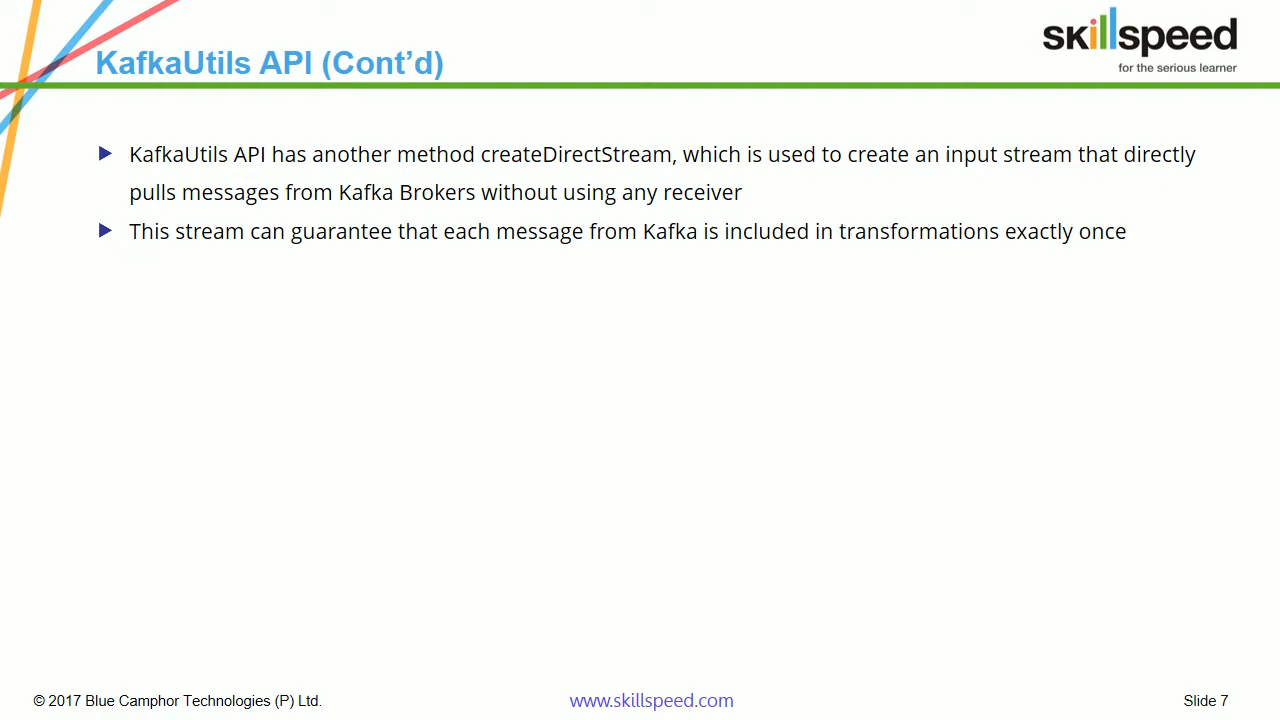 KafkaUtils API (Cont’d)
skillspeed
for the serious learner
KafkaUtils API has another method createDirectStream, which is used to create an input stream that directly
pulls messages from Kafka Brokers without using any receiver
This stream can guarantee that each message from Kafka is included in transformations exactly once
© 2017 Blue Camphor Technologies (P) Ltd.
www.skillspeed.com
Slide 7